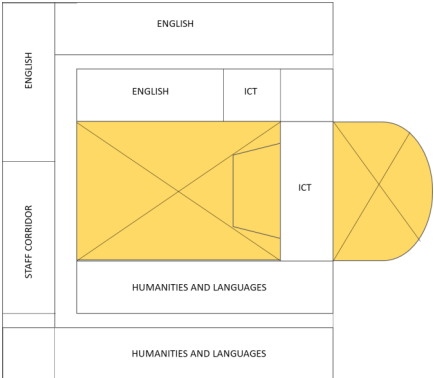 ENGLISH
ENGLISH
ENGLISH
ICT
ICT
STAFF CORRIDOR
HUMANITIES AND LANGUAGES
HUMANITIES AND LANGUAGES